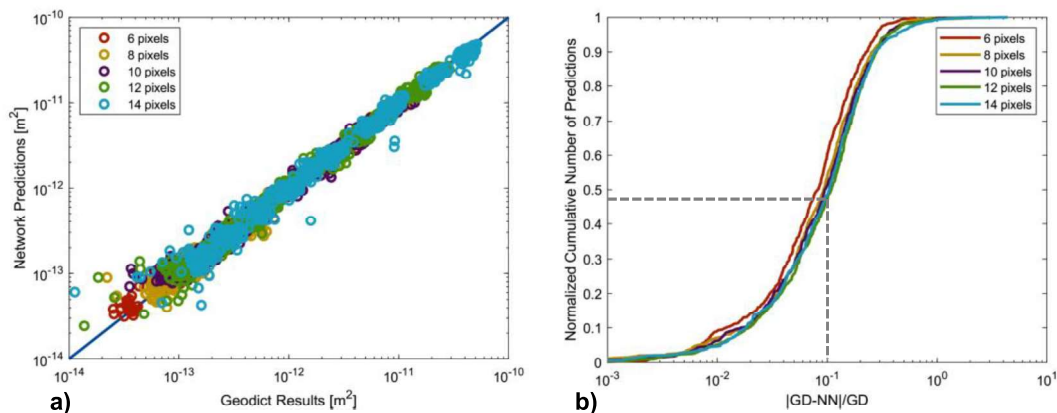 10^-10
10^-11
10^-12
10^-13
10^-14
Network Predictions [m^2]
6 pixels
8 pixels
10 pixels
12 pixels
14 pixels
10^-14
10^-13
10^-12
10^-11
10^-10
Geodict Results [m^2]
a)
1
0.9
0.8
0.7
0.6
0.5
0.4
0.3
0.2
0.1
0
Normalized Cumulative Number of Predictions
6 pixels
8 pixels
10 pixels
12 pixels
14 pixels
10^-3
10^-2
10^-1
10^0
10^1
|GD-NN|/GD
b)